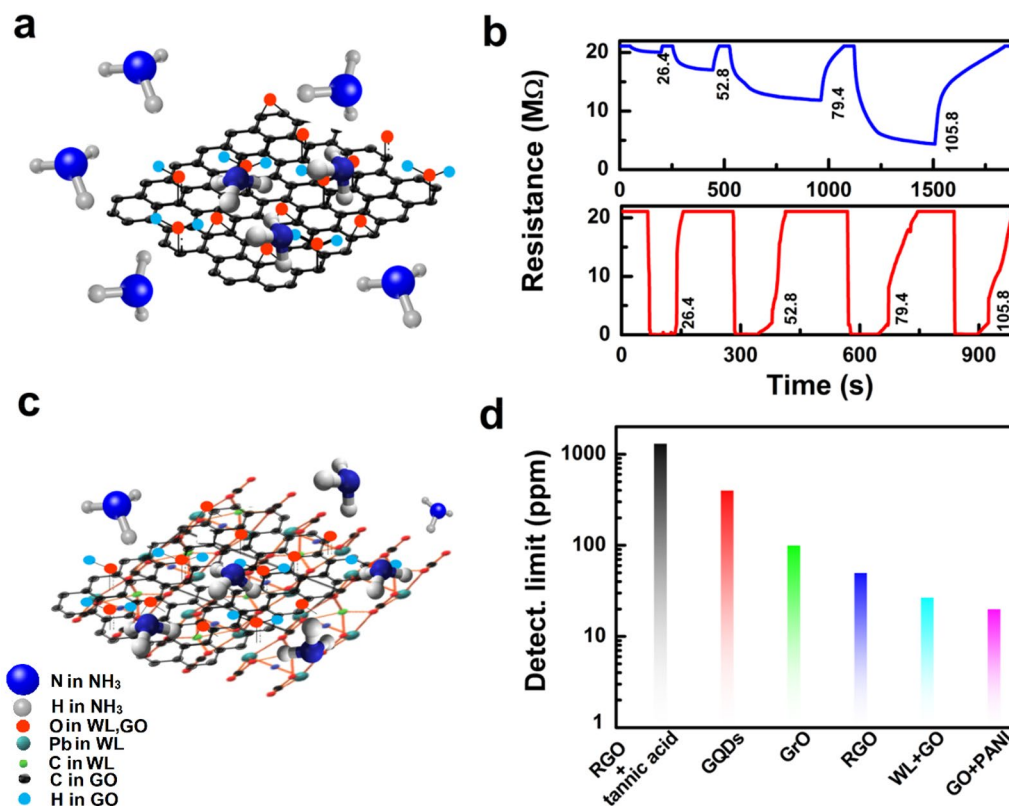 a
b
Resistance (MΩ)
20
10
0
26.4
52.8
79.4
105.8
0
500
1000
1500
20
10
0
26.4
52.8
79.4
105.8
0
300
600
900
Time (s)
c
N in NH₃
H in NH₃
O in WL,GO
Pb in WL
C in WL
C in GO
H in GO
d
Detect. limit (ppm)
1000
100
10
1
RGO
+
tannic acid
GQDs
GrO
RGO
WL+GO
GO+PANI